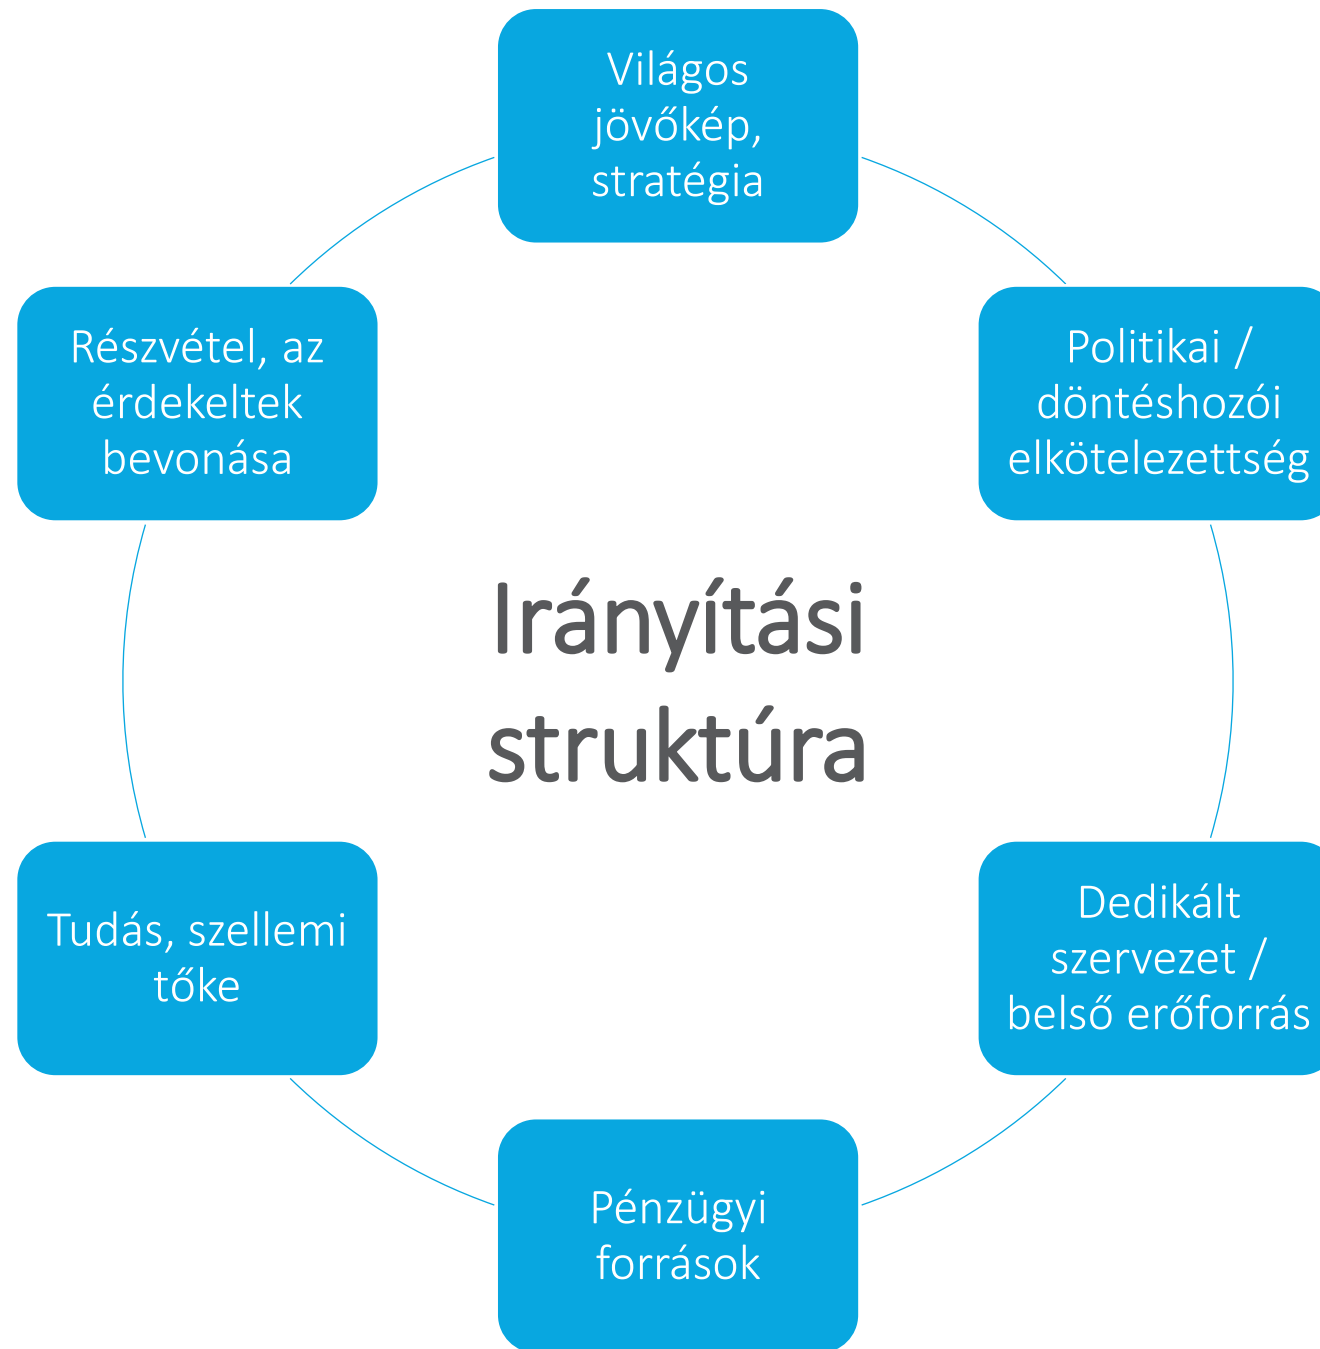 Világos
jövőkép,
stratégia
Politikai /
döntéshozói
elkötelezettség
Dedikált
szervezet /
belső erőforrás
Pénzügyi
források
Tudás, szellemi
tőke
Részvétel, az
érdekeltek
bevonása
Irányítási
struktúra